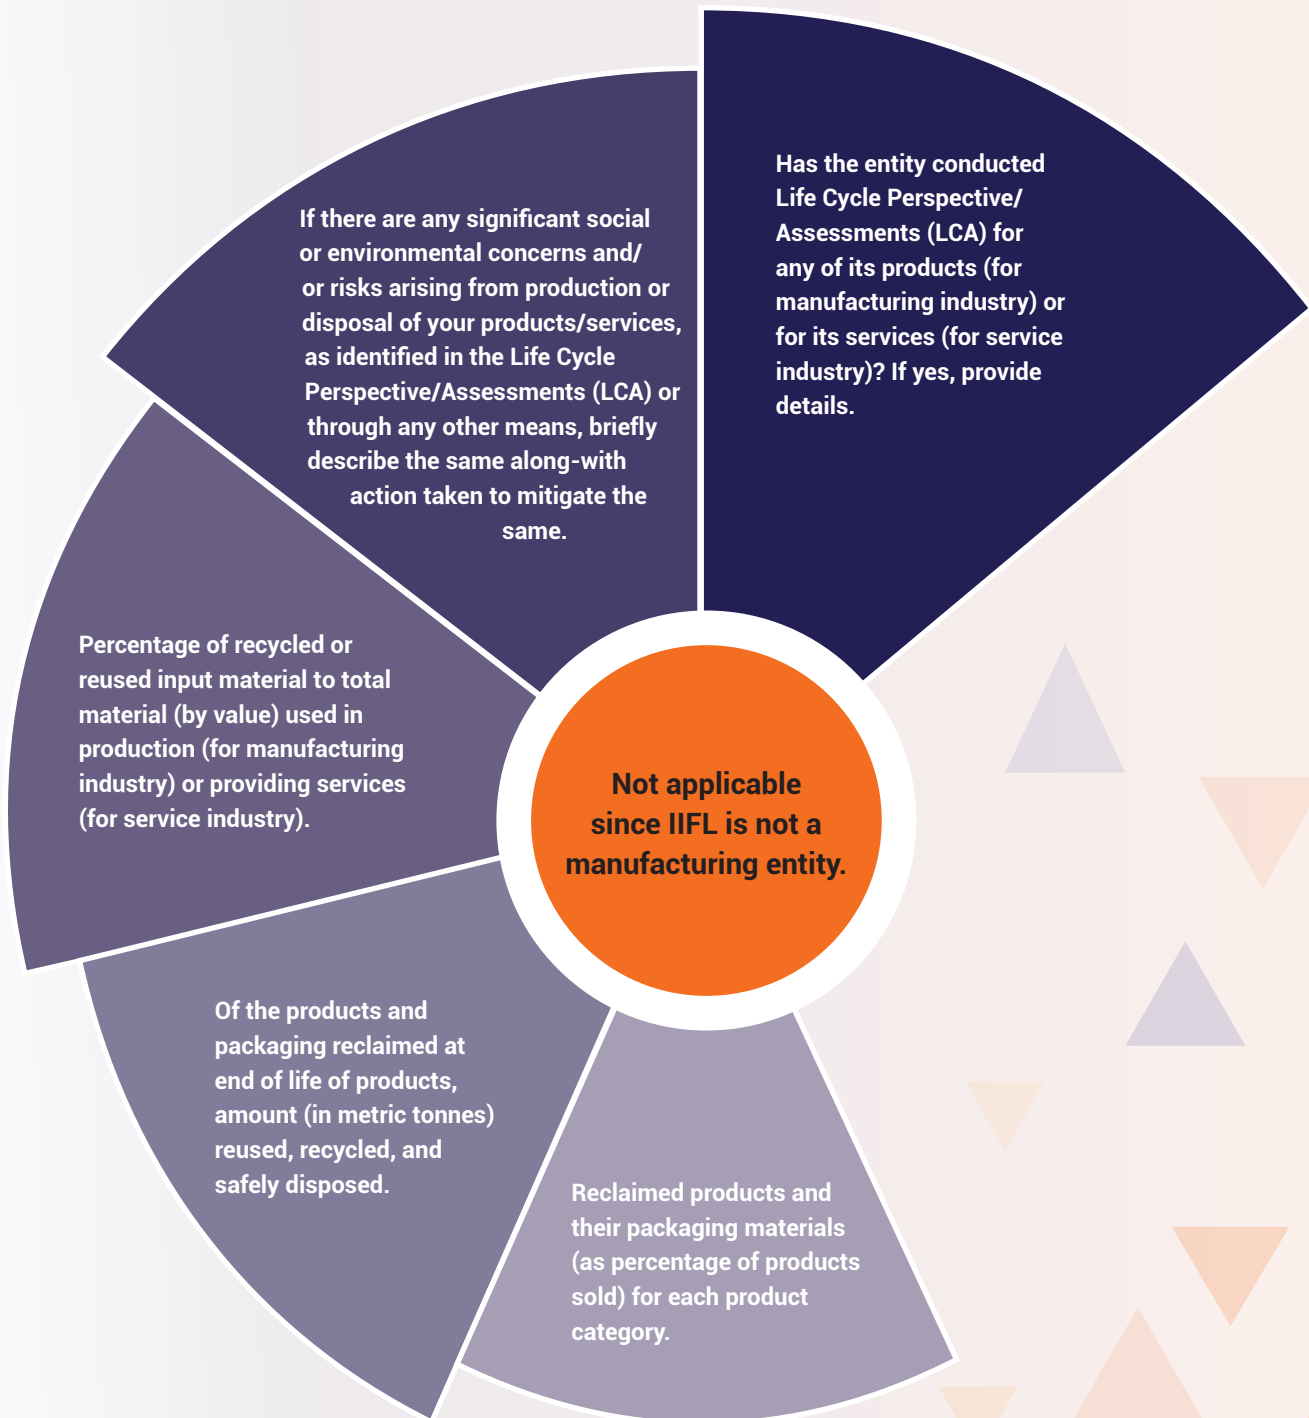 Has the entity conducted
Life Cycle Perspective/
Assessments (LCA) for
any of its products (for
manufacturing industry) or
for its services (for service
industry)? If yes, provide
details.
If there are any significant social
or environmental concerns and/
or risks arising from production or
disposal of your products/services,
as identified in the Life Cycle
Perspective/Assessments (LCA) or
through any other means, briefly
describe the same along-with
action taken to mitigate the
same.
Percentage of recycled or
reused input material to total
material (by value) used in
production (for manufacturing
industry) or providing services
(for service industry).
Of the products and
packaging reclaimed at
end of life of products,
amount (in metric tonnes)
reused, recycled, and
safely disposed.
Reclaimed products and
their packaging materials
(as percentage of products
sold) for each product
category.
Not applicable
since IIFL is not a
manufacturing entity.